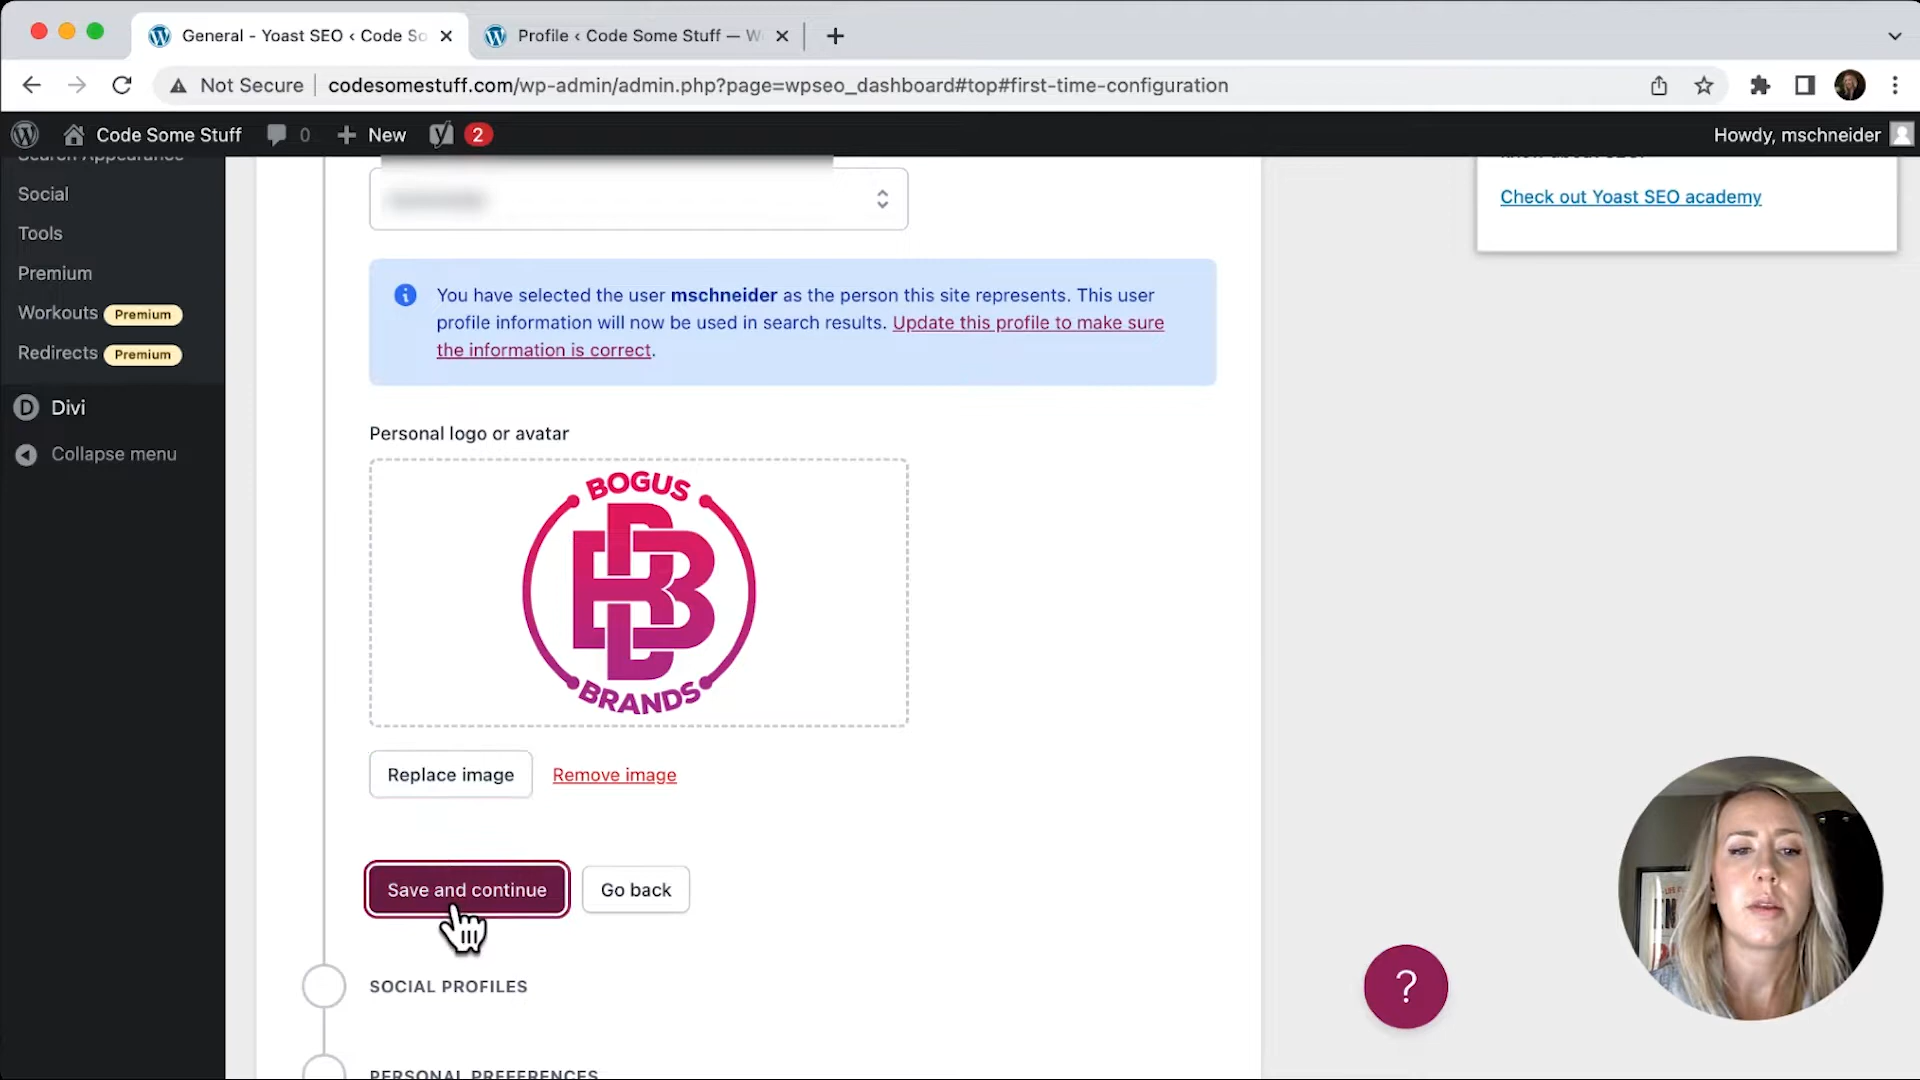 General - Yoast SEO ‹ Code So
Profile ‹ Code Some Stuff — W
Not Secure
codesomestuff.com/wp-admin/admin.php?page=wpseo_dashboard#top#first-time-configuration
Code Some Stuff
0
New
2
Howdy, mschneider
Search Appearance
Social
Tools
Premium
Workouts Premium
Redirects Premium
Divi
Collapse menu
You have selected the user mschneider as the person this site represents. This user
profile information will now be used in search results. Update this profile to make sure
the information is correct.
Personal logo or avatar
BOGUS
BRANDS
Replace image
Remove image
Save and continue
Go back
SOCIAL PROFILES
PERSONAL PREFERENCES
Check out Yoast SEO academy
?